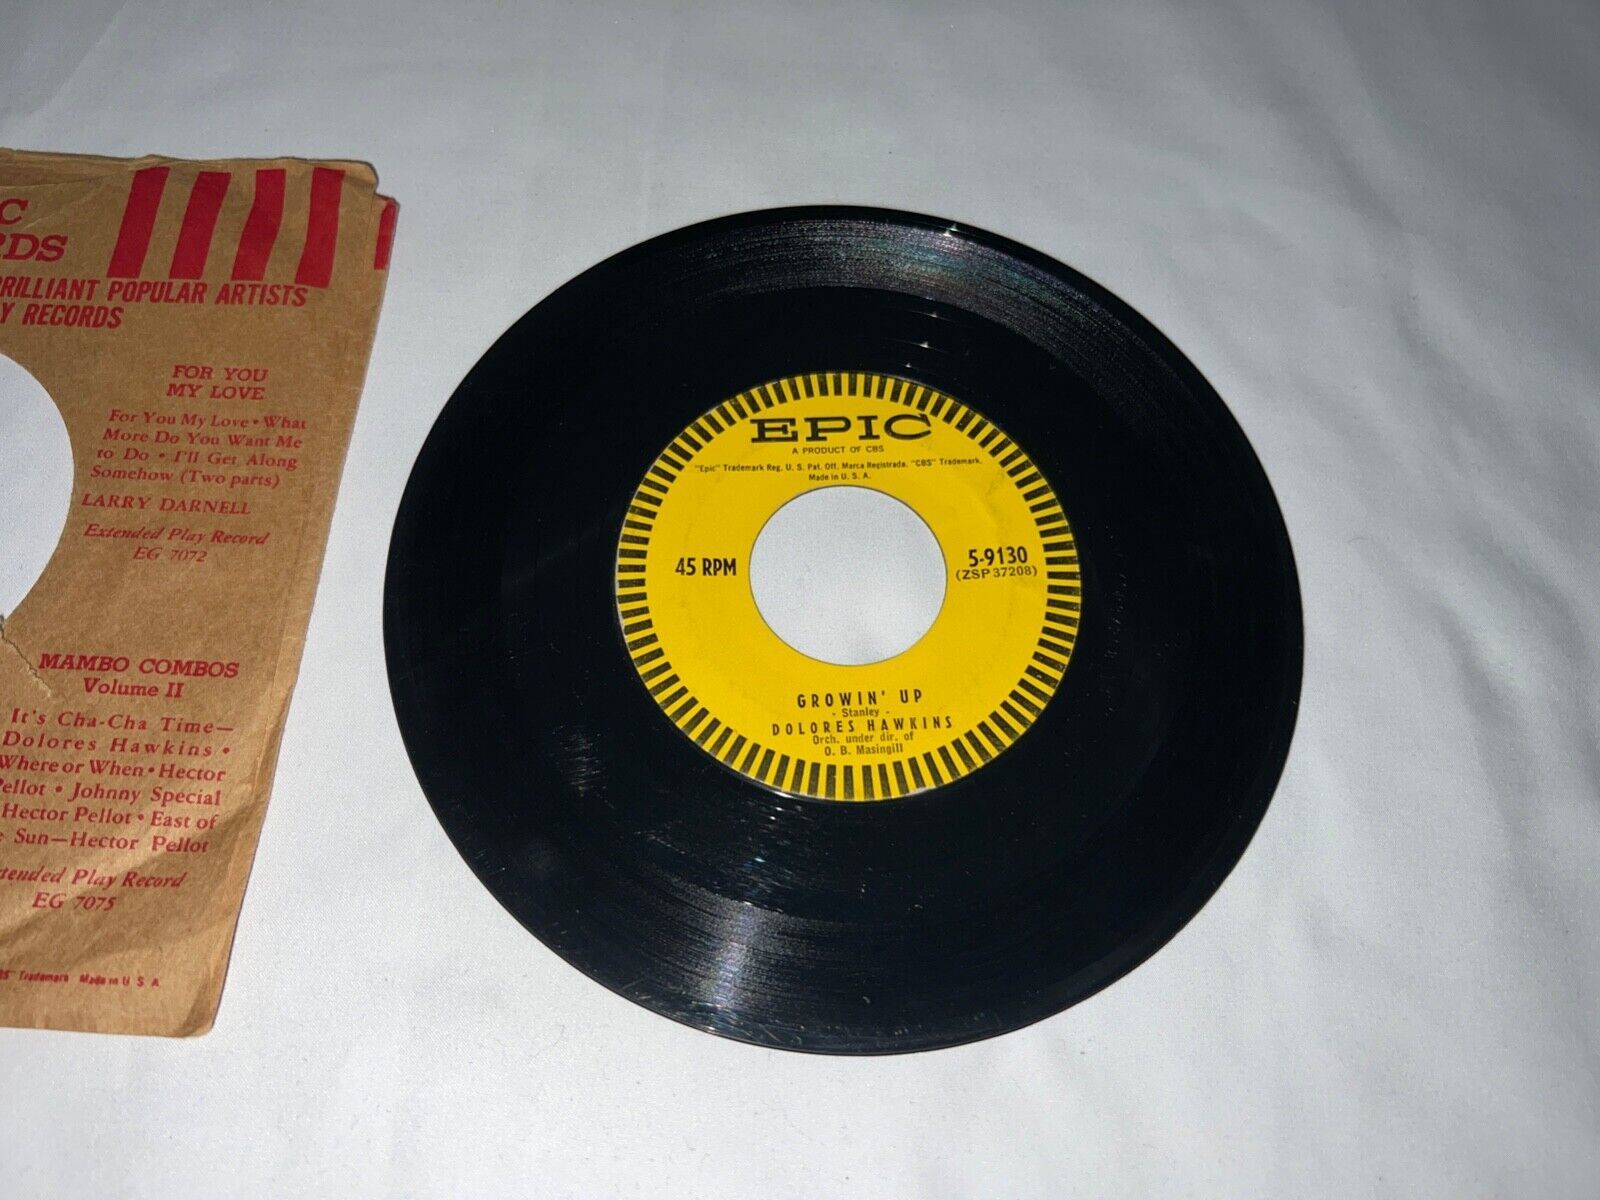 C
RDS
RILLIANT POPULAR ARTISTS
Y RECORDS
FOR YOU
MY LOVE
For You My Love • What
More Do You Want Me
to Do • I'll Get Along
Somehow (Two parts)
LARRY DARNELL
Extended Play Record
EG 7072
MAMBO COMBOS
Volume II
It's Cha-Cha Time—
Dolores Hawkins •
Where or When • Hector
Pellot • Johnny Special
Hector Pellot • East of
Sun—Hector Pellot
tended Play Record
EG 7075
Trademark Made in U S A
EPIC
A PRODUCT OF CBS
"Epic" Trademark Reg. U. S. Pat. Off. Marca Registrada. "CBS" Trademark.
Made in U. S. A.
45 RPM
5-9130
(ZSP 37208)
GROWIN' UP
- Stanley -
DOLORES HAWKINS
Orch. under dir. of
O. B. Masingill